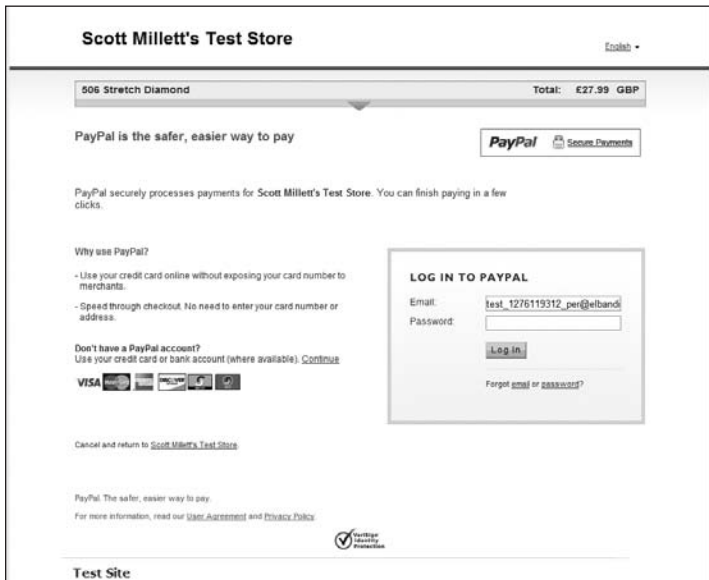 Scott Millett's Test Store
English
506 Stretch Diamond Total: £27.99 GBP
PayPal is the safer, easier way to pay
PayPal Secure Payments
PayPal securely processes payments for Scott Millett's Test Store. You can finish paying in a few
clicks.
Why use PayPal?
- Use your credit card online without exposing your card number to
merchants.
- Speed through checkout. No need to enter your card number or
address.
Don't have a PayPal account?
Use your credit card or bank account (where available). Continue
VISA
LOG IN TO PAYPAL
Email: test_1276119312_per@elbandi
Password:
Log In
Forgot email or password?
Cancel and return to Scott Millett's Test Store.
PayPal. The safer, easier way to pay.
For more information, read our User Agreement and Privacy Policy.
VeriSign
Identity
Protection
Test Site